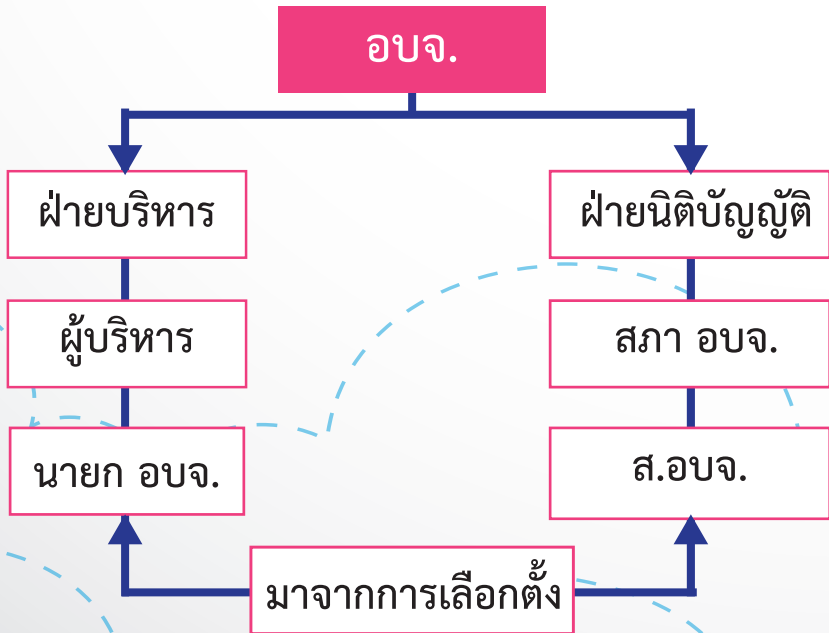 อบจ.
ฝ่ายบริหาร
ฝ่ายนิติบัญญัติ
ผู้บริหาร
สภา อบจ.
นายก อบจ.
ส.อบจ.
มาจากการเลือกตั้ง